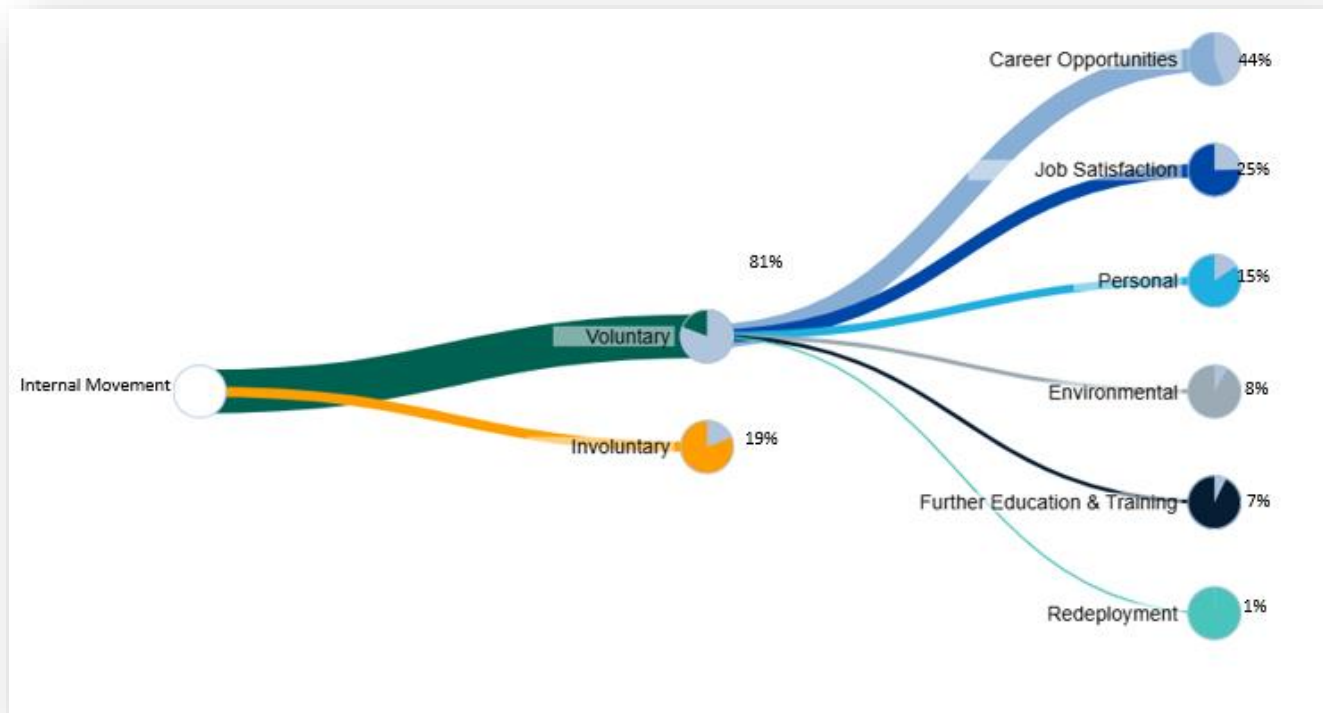 Career Opportunities 44%
Job Satisfaction 25%
81%
Personal 15%
Voluntary
Internal Movement
Environmental 8%
Involuntary 19%
Further Education & Training 7%
Redeployment 1%